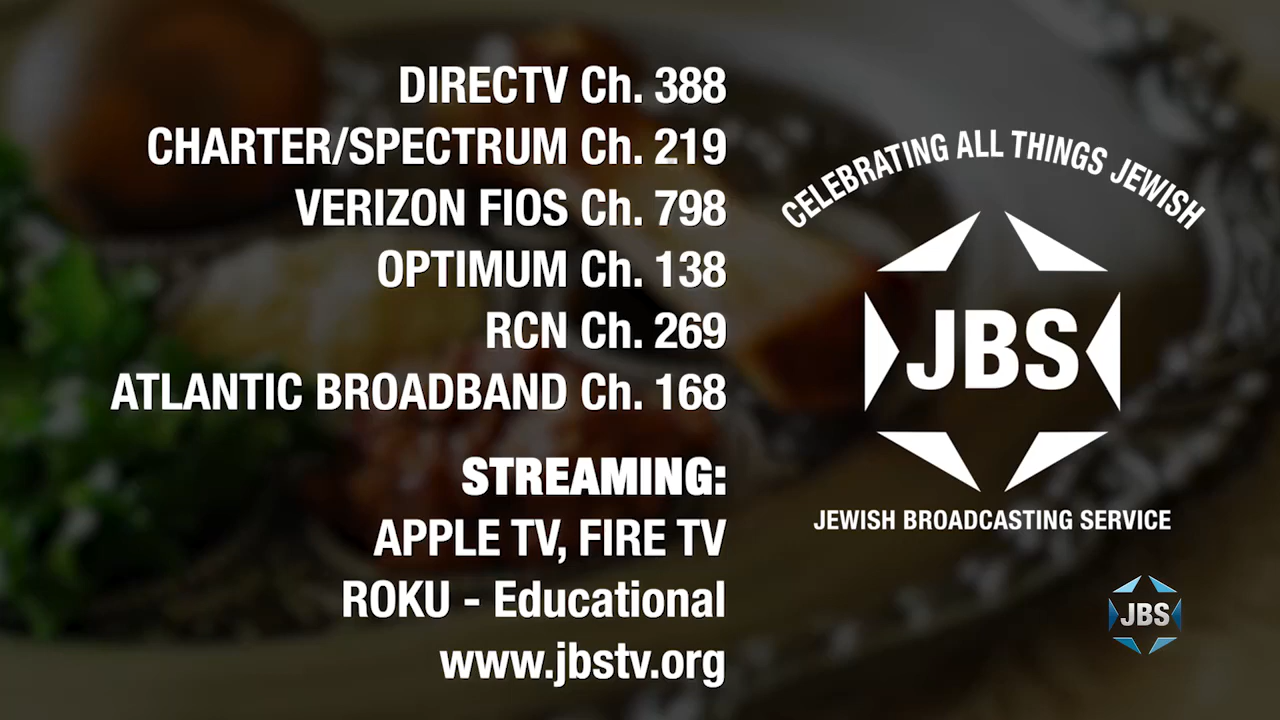 DIRECTV Ch. 388
CHARTER/SPECTRUM Ch. 219
VERIZON FIOS Ch. 798
OPTIMUM Ch. 138
RCN Ch. 269
ATLANTIC BROADBAND Ch. 168
STREAMING:
APPLE TV, FIRE TV
ROKU - Educational
www.jbstv.org
CELEBRATING ALL THINGS JEWISH
JBS
JEWISH BROADCASTING SERVICE
JBS